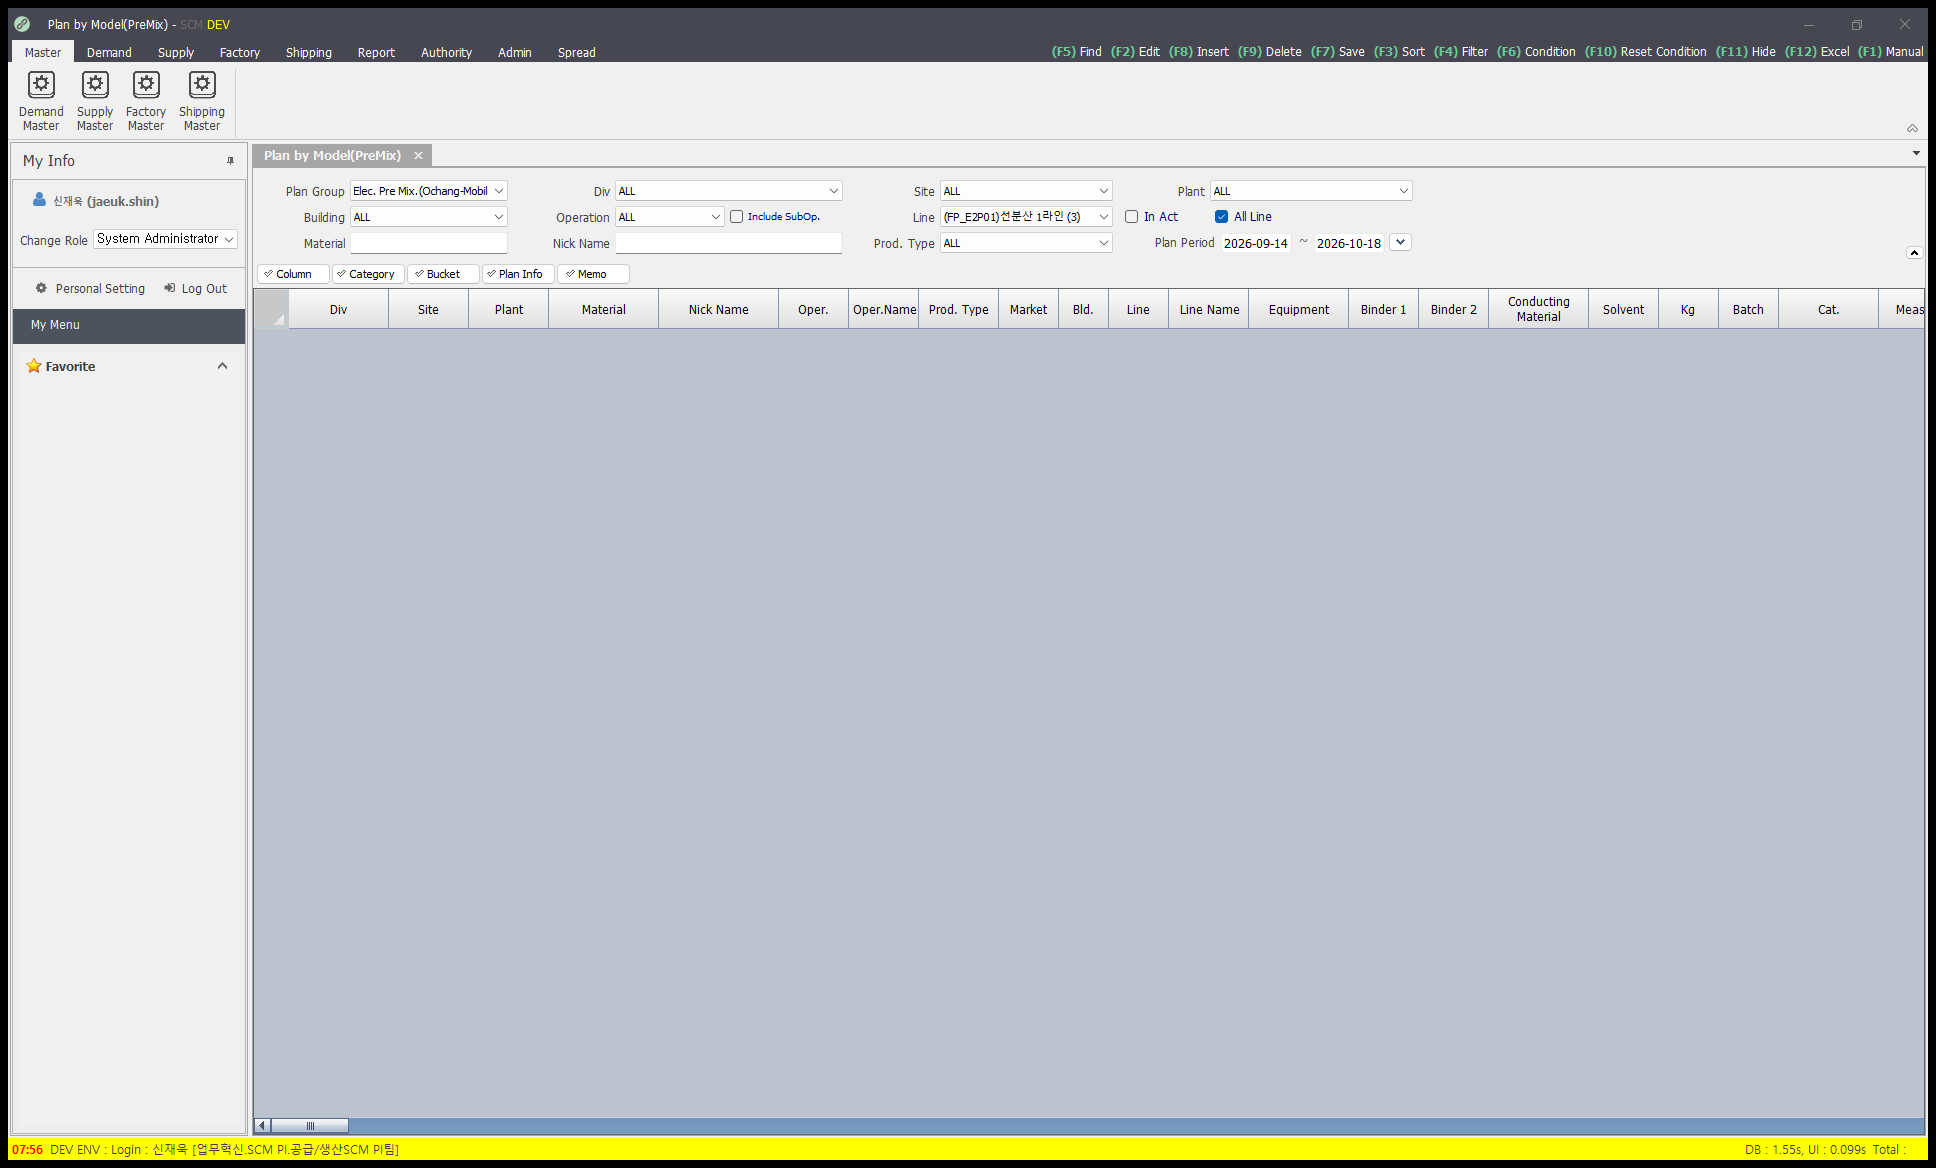 Plan by Model(PreMix) - SCM DEV
Master Demand Supply Factory Shipping Report Authority Admin Spread (F5) Find (F2) Edit (F8) Insert (F9) Delete (F7) Save (F3) Sort (F4) Filter (F6) Condition (F10) Reset Condition (F11) Hide (F12) Excel (F1) Manual
Demand Master
Supply Master
Factory Master
Shipping Master
My Info
신재욱 (jaeuk.shin)
Change Role System Administrator
Personal Setting Log Out
My Menu
Favorite
Plan by Model(PreMix)
Plan Group Elec. Pre Mix.(Ochang-Mobil Div ALL Site ALL Plant ALL
Building ALL Operation ALL Include SubOp. Line (FP_E2P01)선분산 1라인 (3) In Act All Line
Material Nick Name Prod. Type ALL Plan Period 2026-09-14 ~ 2026-10-18
Column Category Bucket Plan Info Memo
Div Site Plant Material Nick Name Oper. Oper.Name Prod. Type Market Bld. Line Line Name Equipment Binder 1 Binder 2 Conducting Material Solvent Kg Batch Cat. Meas
07:56 DEV ENV : Login : 신재욱 [업무혁신.SCM PI.공급/생산SCM PI팀] DB : 1.55s, UI : 0.099s Total :